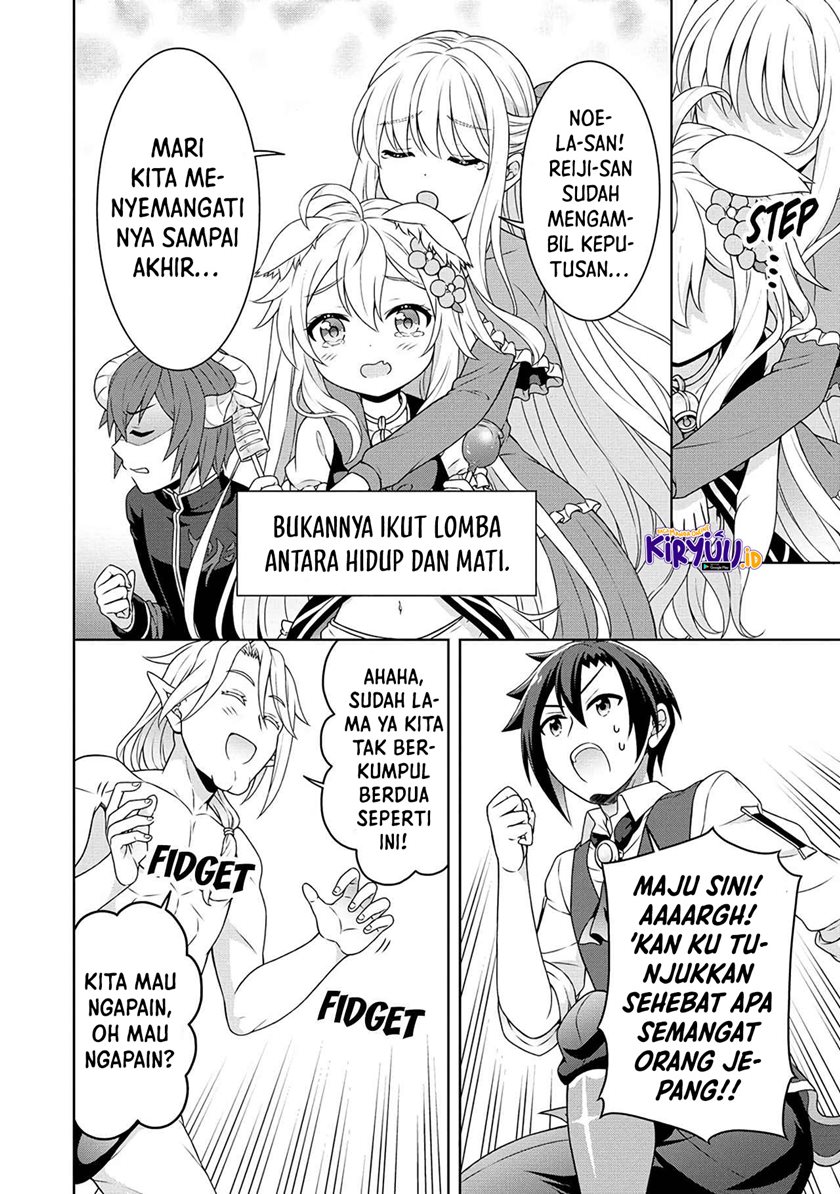 STEP
NOE-
LA-SAN!
REIJI-SAN
SUDAH
MENGAM-
BIL KEPU-
TUSAN...
MARI
KITA ME-
NYEMANGATI
NYA SAMPAI
AKHIR...
BUKANNYA IKUT LOMBA
ANTARA HIDUP DAN MATI.
KIRYUU.ID
MAJU SINI!
AAAARGH!
'KAN KU TU-
NJUKKAN
SEHEBAT APA
SEMANGAT
ORANG JE-
PANG!!
AHAHA,
SUDAH LA-
MA YA KITA
TAK BER-
KUMPUL
BERDUA
SEPERTI
INI!
FIDGET
FIDGET
KITA MAU
NGAPAIN,
OH MAU
NGAPAIN?